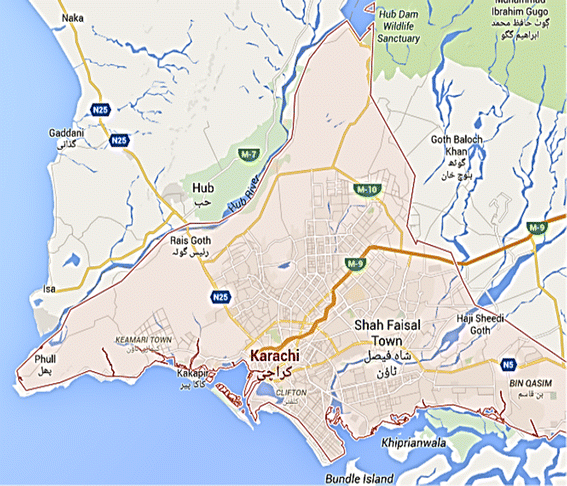 Naka
Hub Dam
Wildlife
Sanctuary
Muhammad
Ibrahim Gugo
گوٹھ حافظ محمد
ابراھیم گگو
N25
N25
Gaddani
گڈانی
Goth Baloch
Khan
گوٹھ
بلوچ خان
M-7
Hub
حب
Hub River
M-10
M-9
Rais Goth
رئیس گوٹھ
M-9
Isa
N25
Haji Sheedi
Goth
Shah Faisal
Town
شاہ فیصل
ٹاؤن
KEAMARI TOWN
Phull
پھل
Karachi
كراچى
N5
Kakapir
کاکا پیر
CLIFTON
کلفٹن
BIN QASIM
بن قاسم
Khiprianwala
Bundle Island